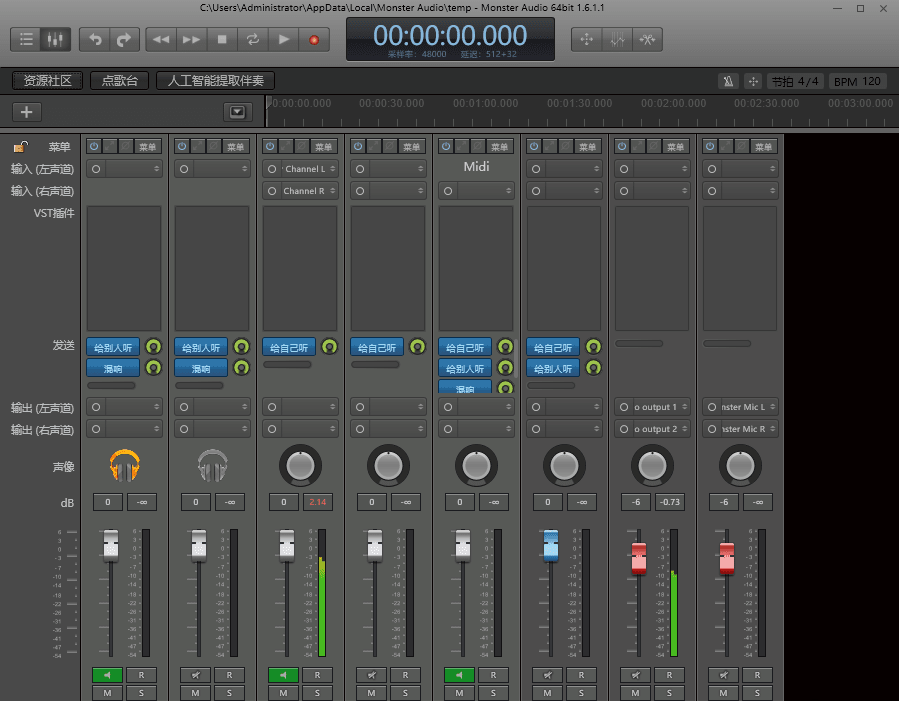 C:\Users\Administrator\AppData\Local\Monster Audio\temp - Monster Audio 64bit 1.6.1.1
00:00:00.000
采样率: 48000 延迟: 512+32
资源社区 点歌台 人工智能提取伴奏 节拍 4/4 BPM 120
0:00:00.000 00:00:30.000 00:01:00.000 00:01:30.000 00:02:00.000 00:02:30.000 00:03:00.000
菜单 菜单 菜单 菜单 菜单 菜单 菜单 菜单 菜单
输入 (左声道) Channel L Midi
输入 (右声道) Channel R
VST插件
发送 给别人听 给别人听 给自己听 给自己听 给自己听 给自己听
混响 混响 给别人听 给别人听
混响
输出 (左声道) o output 1 nster Mic L
输出 (右声道) o output 2 nster Mic R
声像
dB 0 -∞ 0 -∞ 0 2.14 0 -∞ 0 -∞ 0 -∞ -6 -0.73 -6 -∞
6
3
0
-3
-7
-10
-14
-18
-22
-26
-31
-36
-41
-47
-54
R R R R R R R R
M S M S M S M S M S M S M S M S